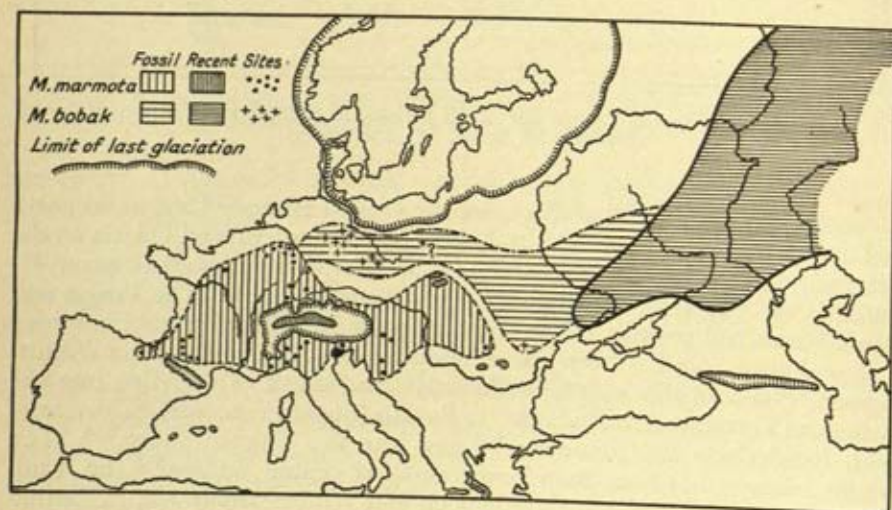 Fossil Recent Sites
M. marmota
M. bobak
Limit of last glaciation
?